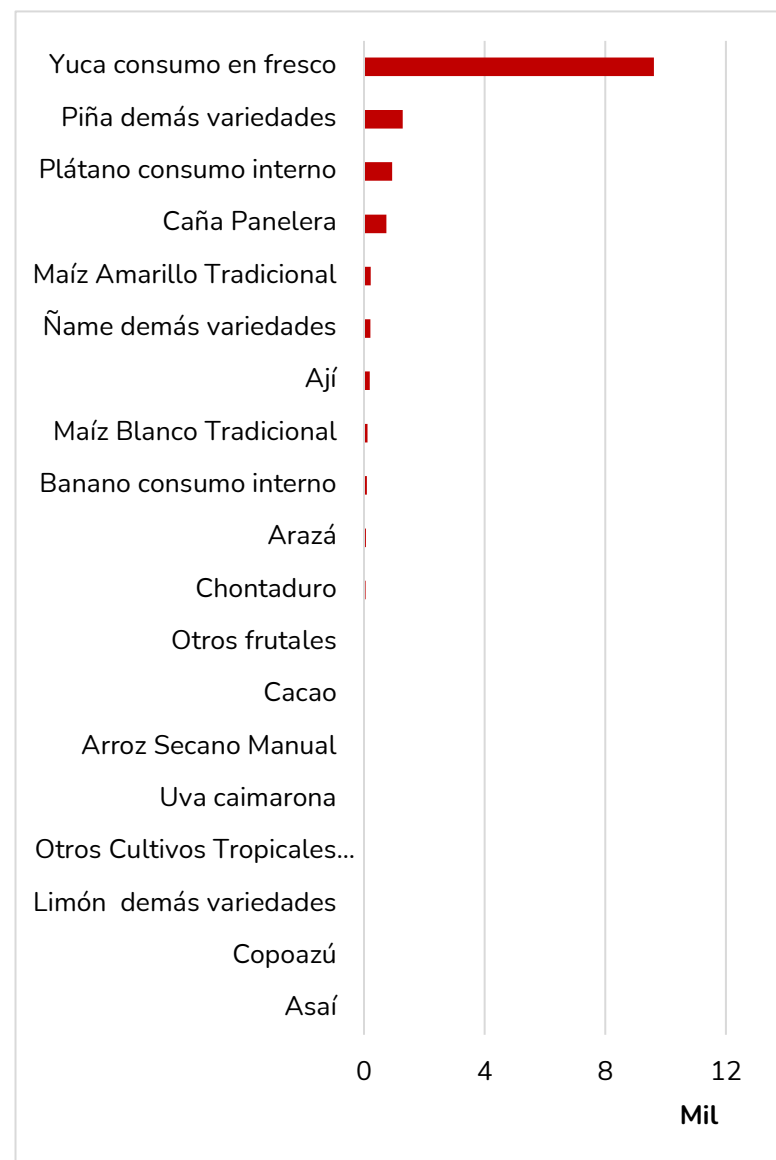 Yuca consumo en fresco
Piña demás variedades
Plátano consumo interno
Caña Panelera
Maíz Amarillo Tradicional
Ñame demás variedades
Ají
Maíz Blanco Tradicional
Banano consumo interno
Arazá
Chontaduro
Otros frutales
Cacao
Arroz Secano Manual
Uva caimarona
Otros Cultivos Tropicales...
Limón  demás variedades
Copoazú
Asaí
0 4 8 12
Mil